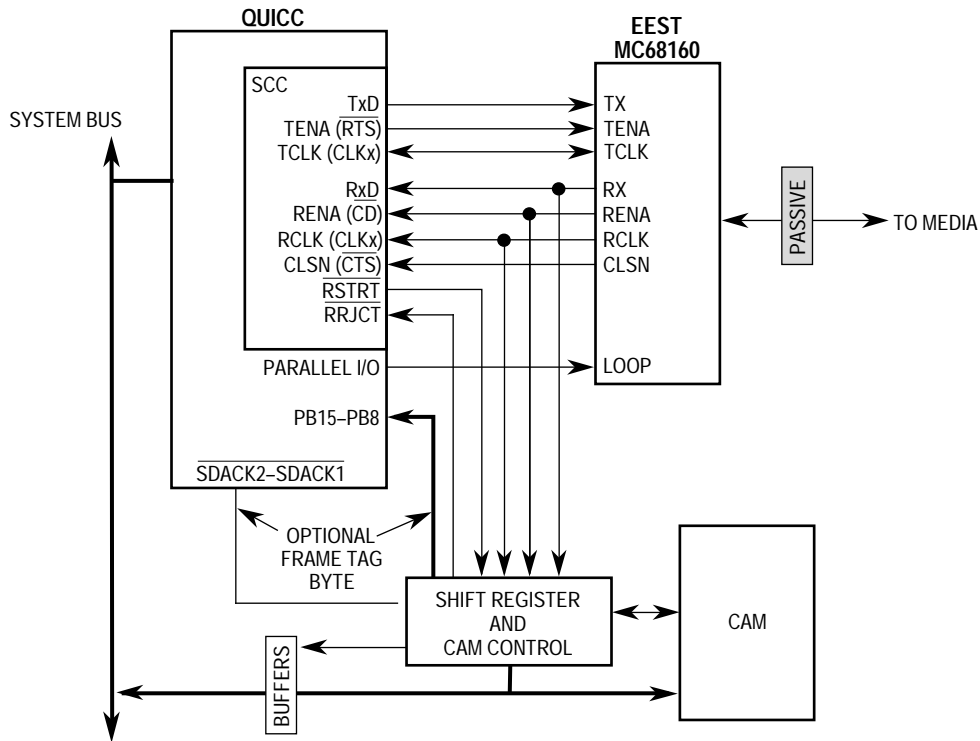 QUICC
EEST
MC68160
SCC
SYSTEM BUS
TxD
TENA (RTS)
TCLK (CLKx)
RxD
RENA (CD)
RCLK (CLKx)
CLSN (CTS)
RSTRT
RRJCT
PARALLEL I/O
PB15–PB8
SDACK2–SDACK1
TX
TENA
TCLK
RX
RENA
RCLK
CLSN
LOOP
PASSIVE
TO MEDIA
OPTIONAL
FRAME TAG
BYTE
SHIFT REGISTER
AND
CAM CONTROL
CAM
BUFFERS